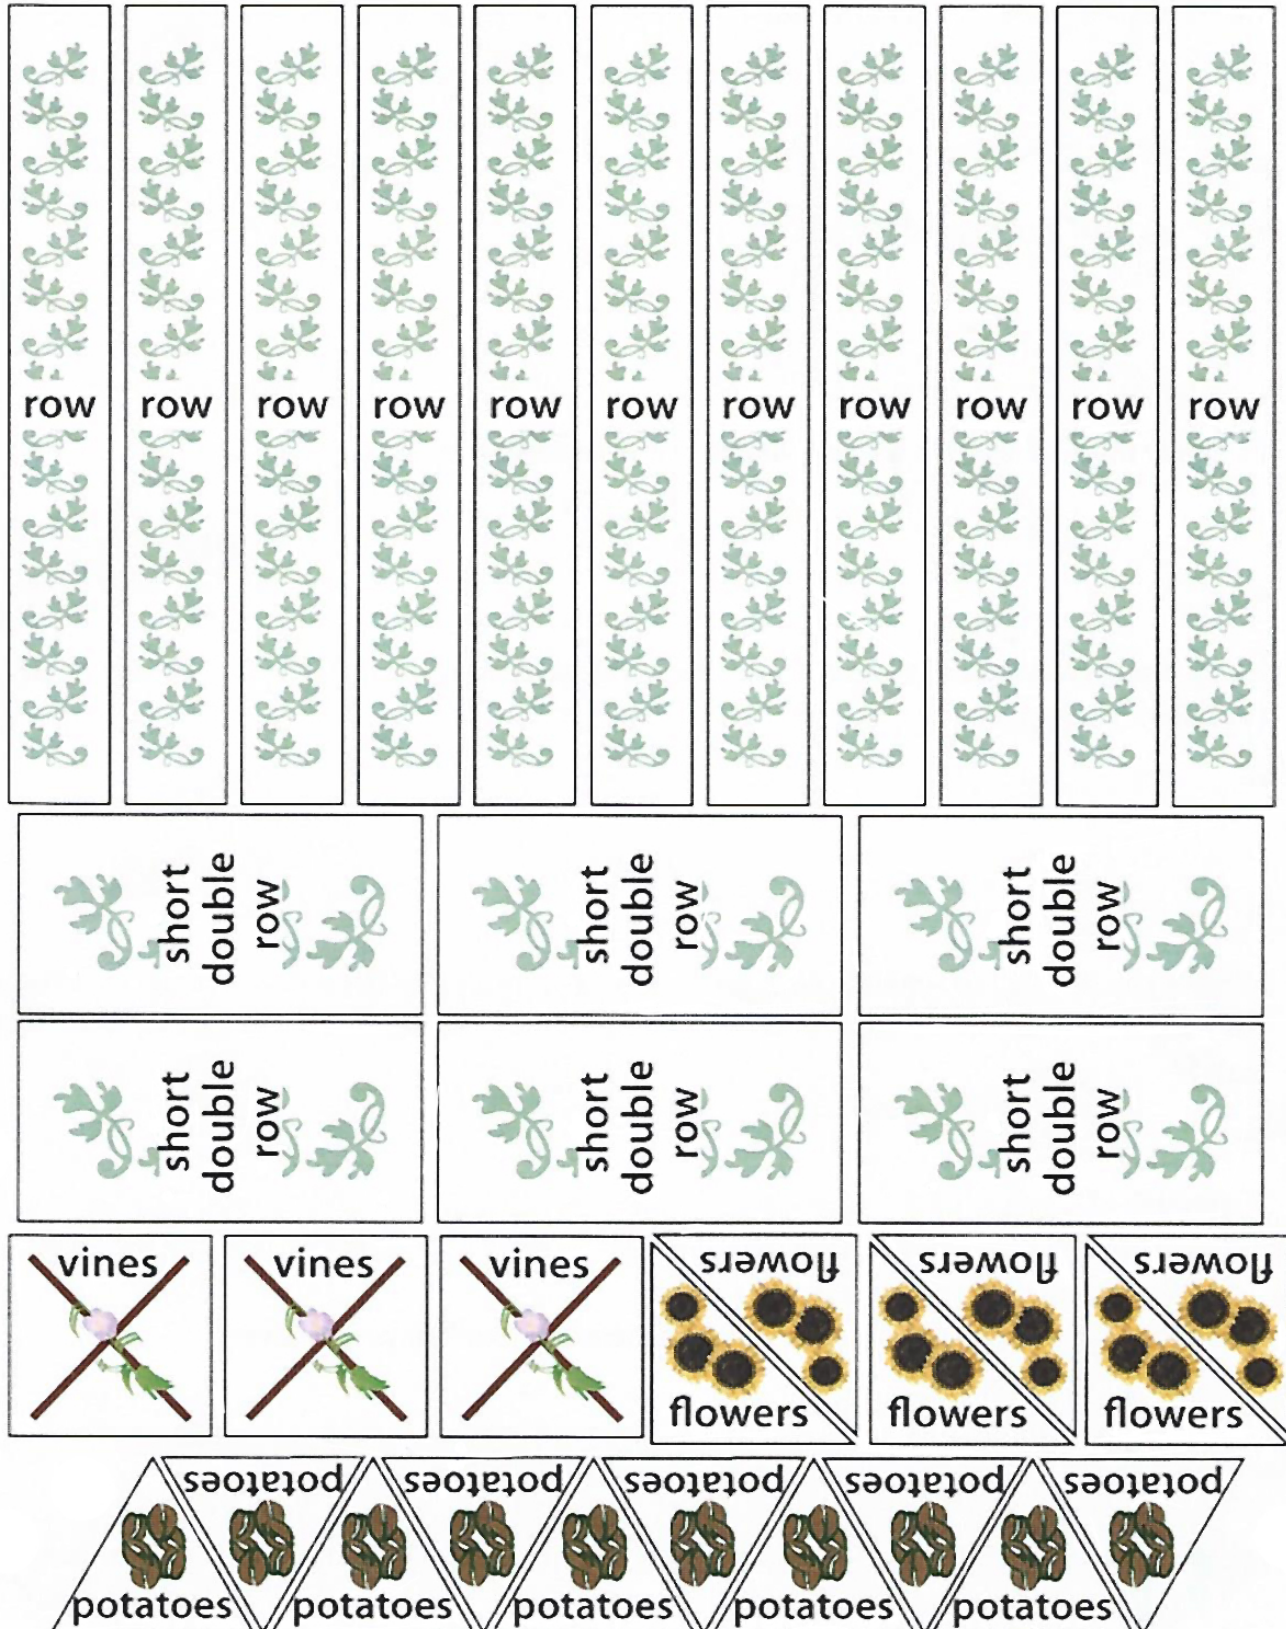 row row row row row row row row row row row
short
double
row
short
double
row
short
double
row
short
double
row
short
double
row
short
double
row
vines vines vines
flowers flowers flowers
flowers flowers flowers
potatoes potatoes potatoes potatoes potatoes
potatoes potatoes potatoes potatoes potatoes